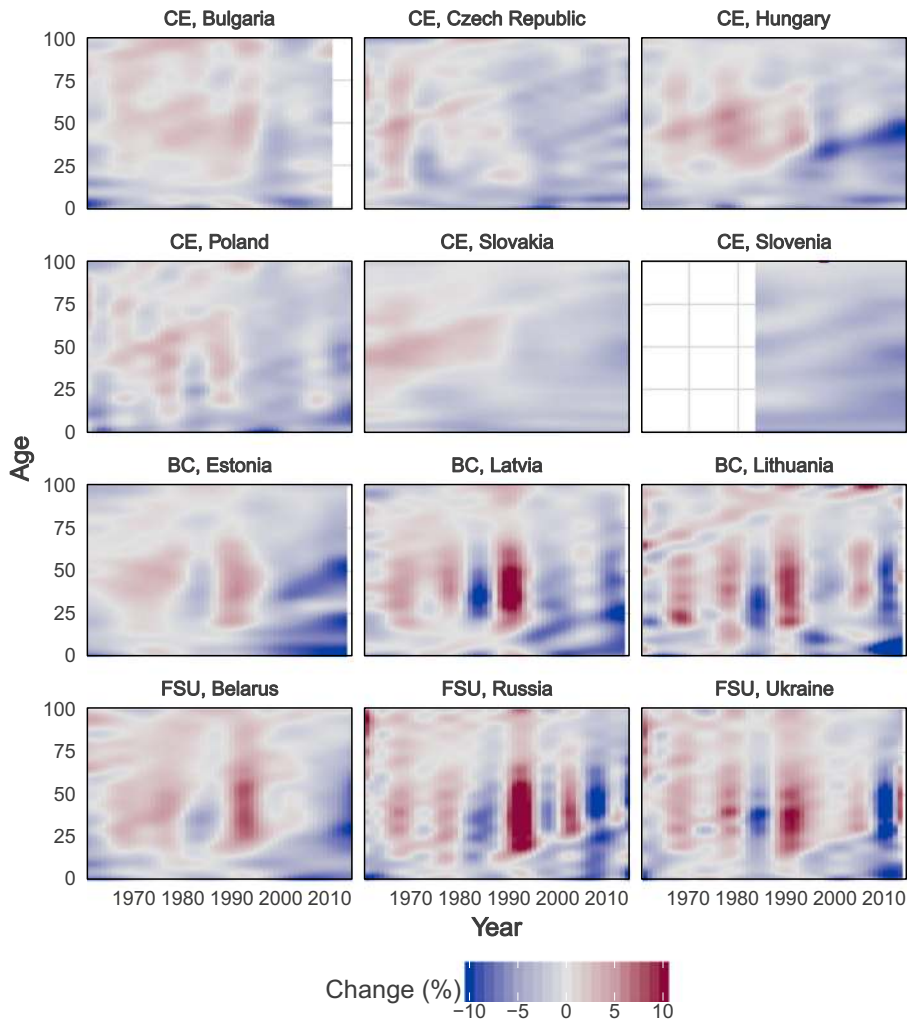 CE, Bulgaria CE, Czech Republic CE, Hungary
100
75
50
25
0
CE, Poland CE, Slovakia CE, Slovenia
100
75
50
25
0
Age
BC, Estonia BC, Latvia BC, Lithuania
100
75
50
25
0
FSU, Belarus FSU, Russia FSU, Ukraine
100
75
50
25
0
1970 1980 1990 2000 2010 1970 1980 1990 2000 2010 1970 1980 1990 2000 2010
Year
Change (%)
−10 −5 0 5 10